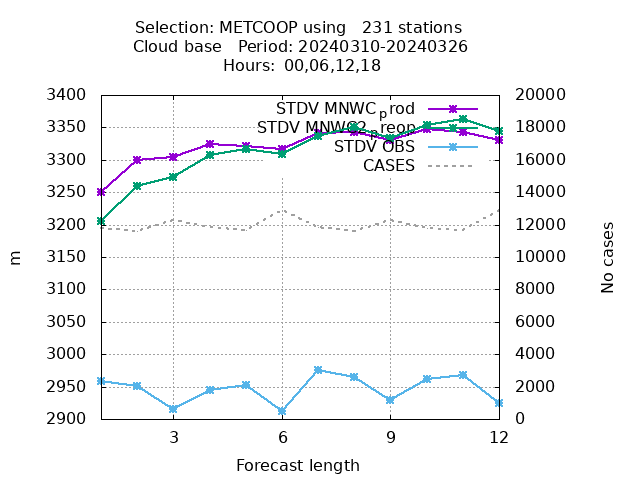 Selection: METCOOP using 231 stations
Cloud base Period: 20240310-20240326
Hours: 00,06,12,18
3400
3350
3300
3250
3200
3150
3100
3050
3000
2950
2900
20000
18000
16000
14000
12000
10000
8000
6000
4000
2000
0
STDV MNWC_prod
STDV MNWC2_preop
STDV OBS
CASES
m
No cases
3
6
9
12
Forecast length